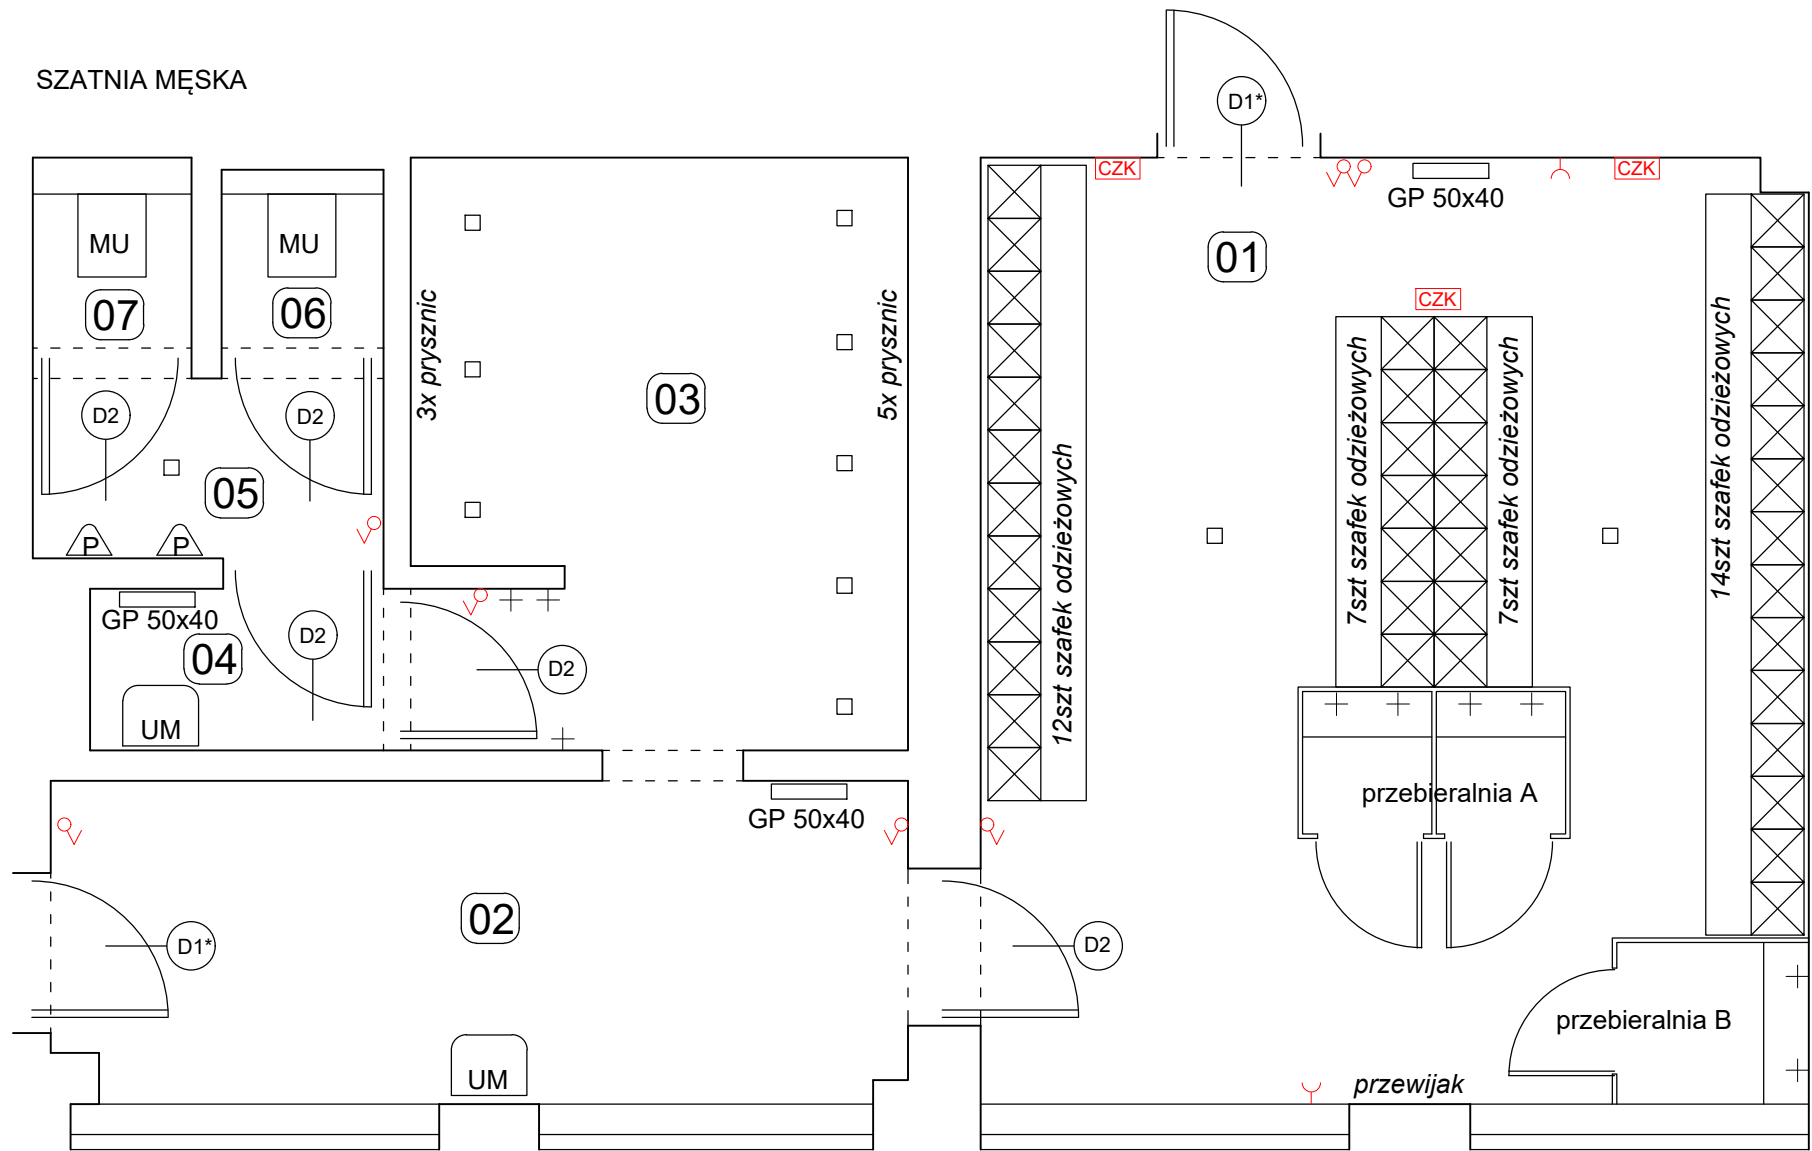 SZATNIA MĘSKA
D1*
CZK
CZK
GP 50x40
01
MU
MU
07
06
3x prysznic
5x prysznic
03
CZK
12szt szafek odzieżowych
7szt szafek odzieżowych
7szt szafek odzieżowych
14szt szafek odzieżowych
D2
D2
05
P
P
GP 50x40
04
D2
D2
UM
GP 50x40
przebieralnia A
02
D1*
D2
przebieralnia B
UM
przewijak